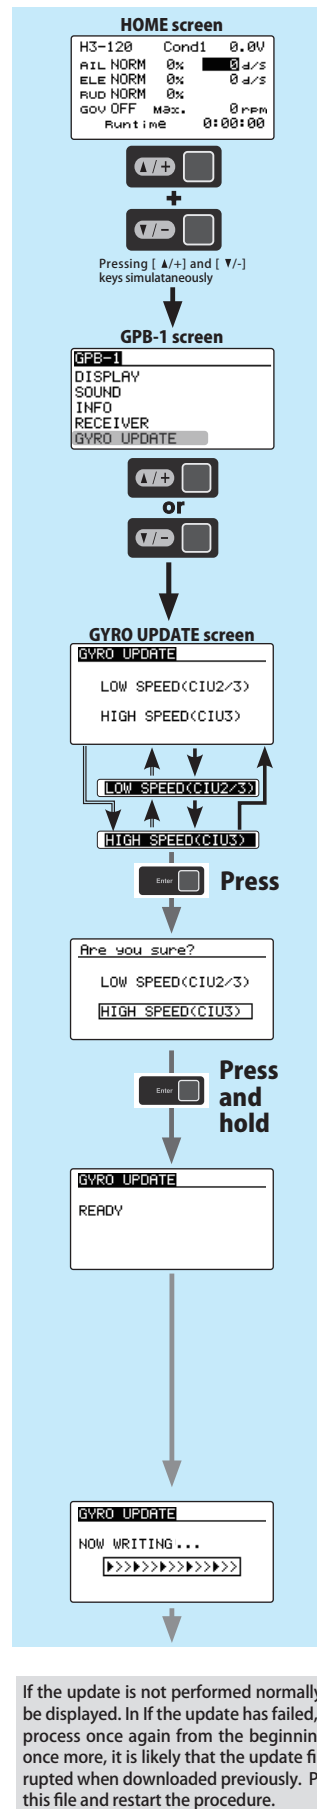 HOME screen
H3-120 Cond1 0.0V
AIL NORM 0% 0 d/s
ELE NORM 0% 0 d/s
RUD NORM 0%
GOV OFF Max. 0 rpm
Runtime 0:00:00
▲/+
+
▼/−
Pressing [ ▲/+] and [ ▼/-]
keys simulataneously
GPB-1 screen
GPB-1
DISPLAY
SOUND
INFO
RECEIVER
GYRO UPDATE
▲/+
or
▼/−
GYRO UPDATE screen
GYRO UPDATE
LOW SPEED(CIU2/3)
HIGH SPEED(CIU3)
LOW SPEED(CIU2/3)
HIGH SPEED(CIU3)
Enter Press
Are you sure?
LOW SPEED(CIU2/3)
HIGH SPEED(CIU3)
Enter
Press
and
hold
GYRO UPDATE
READY
GYRO UPDATE
NOW WRITING...
If the update is not performed normally
be displayed. In If the update has failed,
process once again from the beginnin
once more, it is likely that the update fi
rupted when downloaded previously. P
this file and restart the procedure.